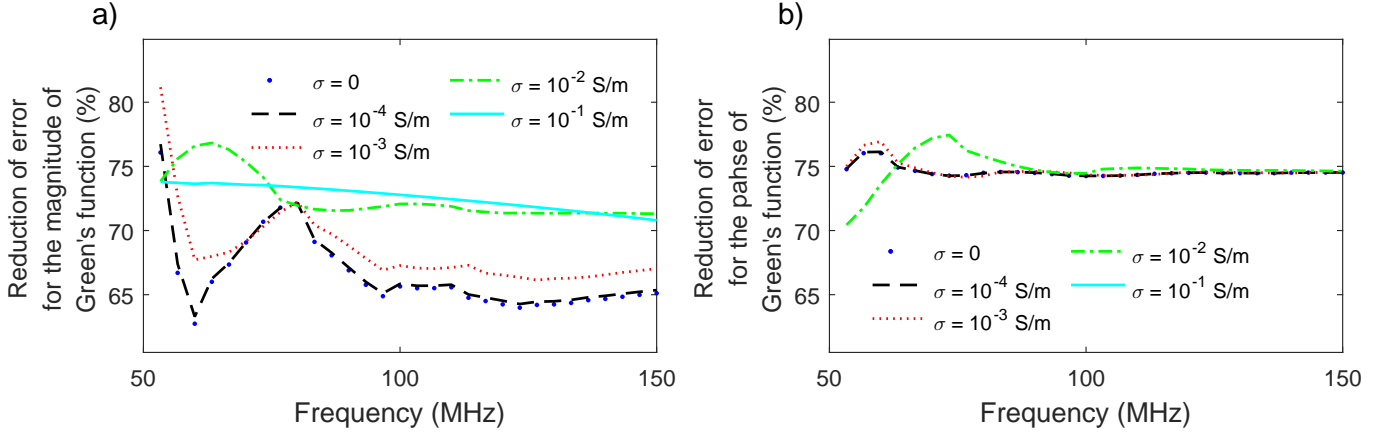 a)
Reduction of error
for the magnitude of
Green's function (%)
80
75
70
65
50
100
150
Frequency (MHz)
σ = 0
σ = 10⁻⁴ S/m
σ = 10⁻³ S/m
σ = 10⁻² S/m
σ = 10⁻¹ S/m
b)
Reduction of error
for the pahse of
Green's function (%)
80
75
70
65
50
100
150
Frequency (MHz)
σ = 0
σ = 10⁻⁴ S/m
σ = 10⁻³ S/m
σ = 10⁻² S/m
σ = 10⁻¹ S/m